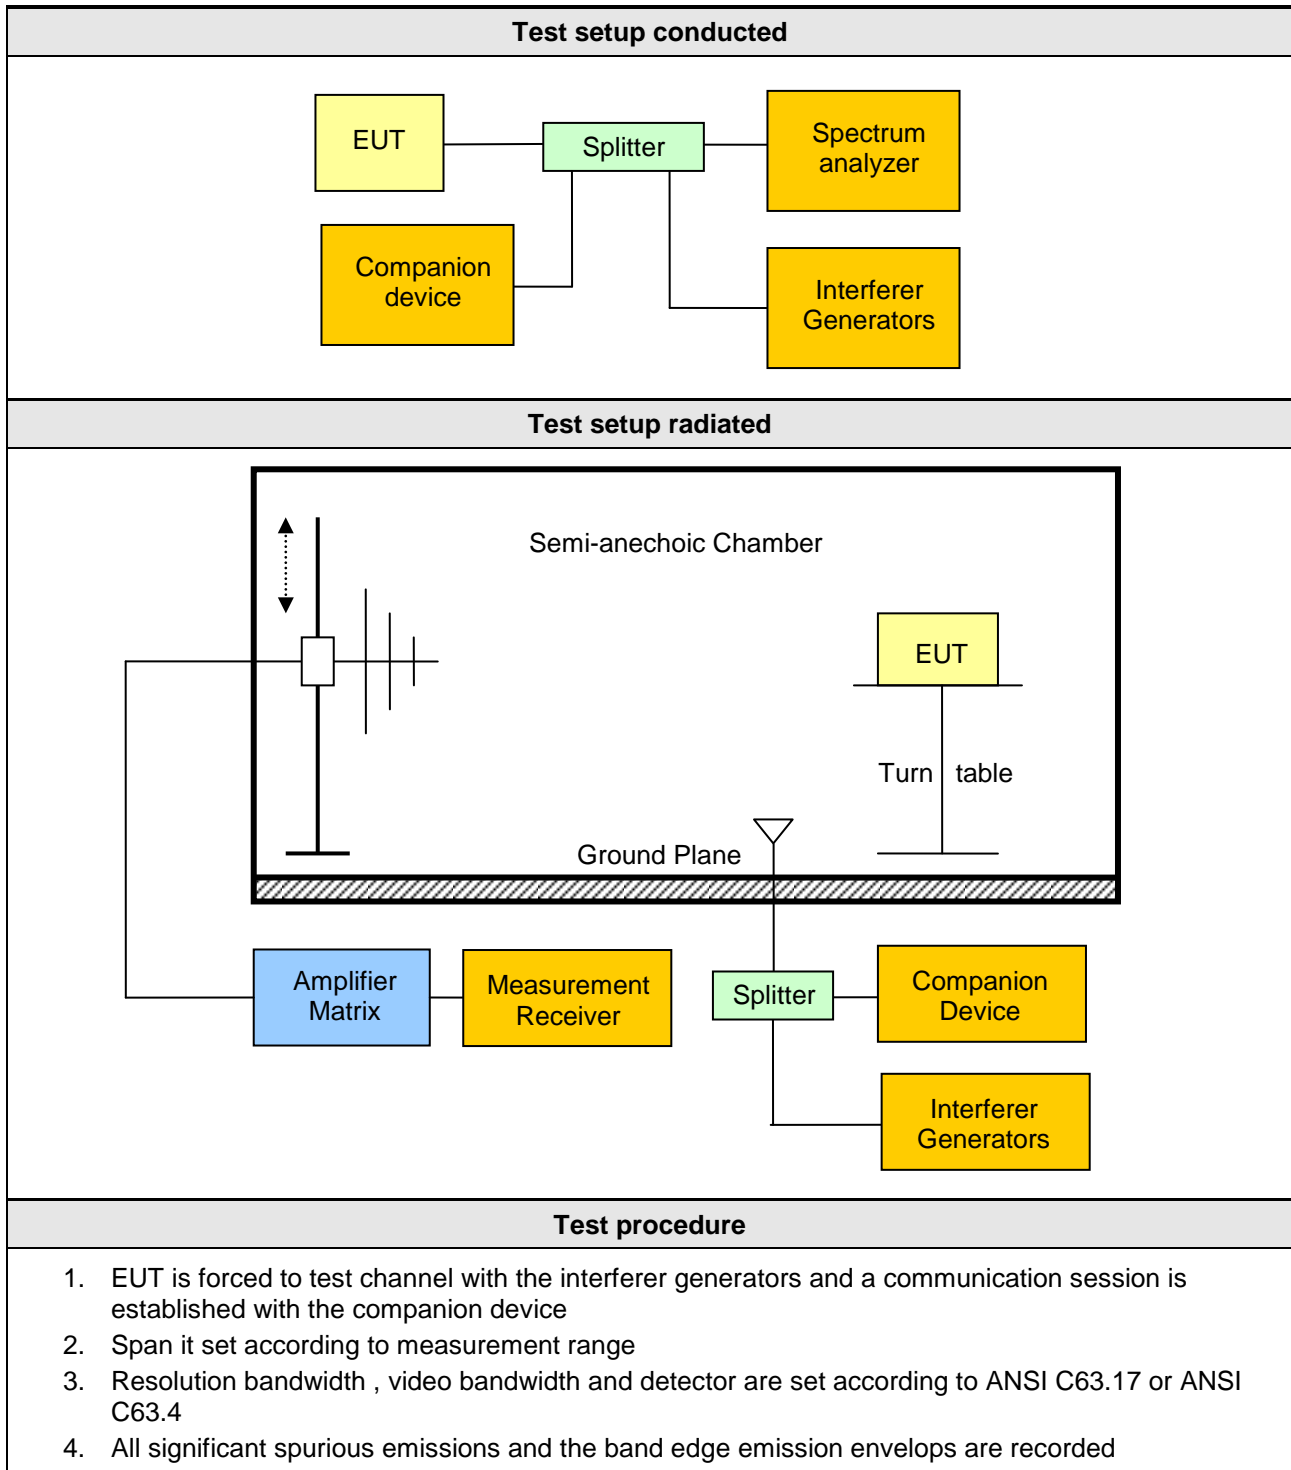 Test setup conducted
EUT
Splitter
Spectrum
analyzer
Companion
device
Interferer
Generators
Test setup radiated
Semi-anechoic Chamber
EUT
Turn table
Ground Plane
Amplifier
Matrix
Measurement
Receiver
Splitter
Companion
Device
Interferer
Generators
Test procedure
1. EUT is forced to test channel with the interferer generators and a communication session is
established with the companion device
2. Span it set according to measurement range
3. Resolution bandwidth , video bandwidth and detector are set according to ANSI C63.17 or ANSI
C63.4
4. All significant spurious emissions and the band edge emission envelops are recorded